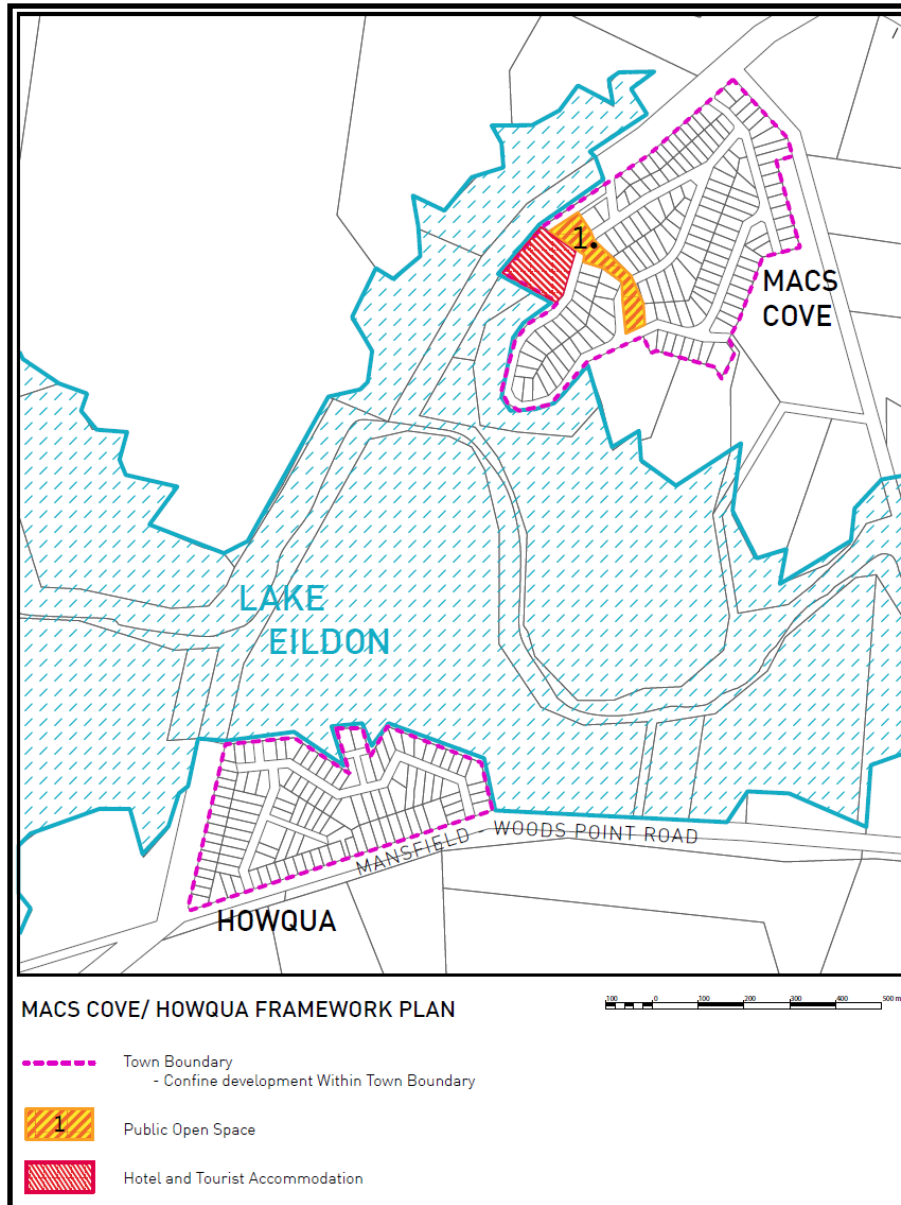 1.
MACS
COVE
LAKE
EILDON
MANSFIELD - WOODS POINT ROAD
HOWQUA
MACS COVE/ HOWQUA FRAMEWORK PLAN
100 0 100 200 300 400 500 m
Town Boundary
- Confine development Within Town Boundary
1
Public Open Space
Hotel and Tourist Accommodation